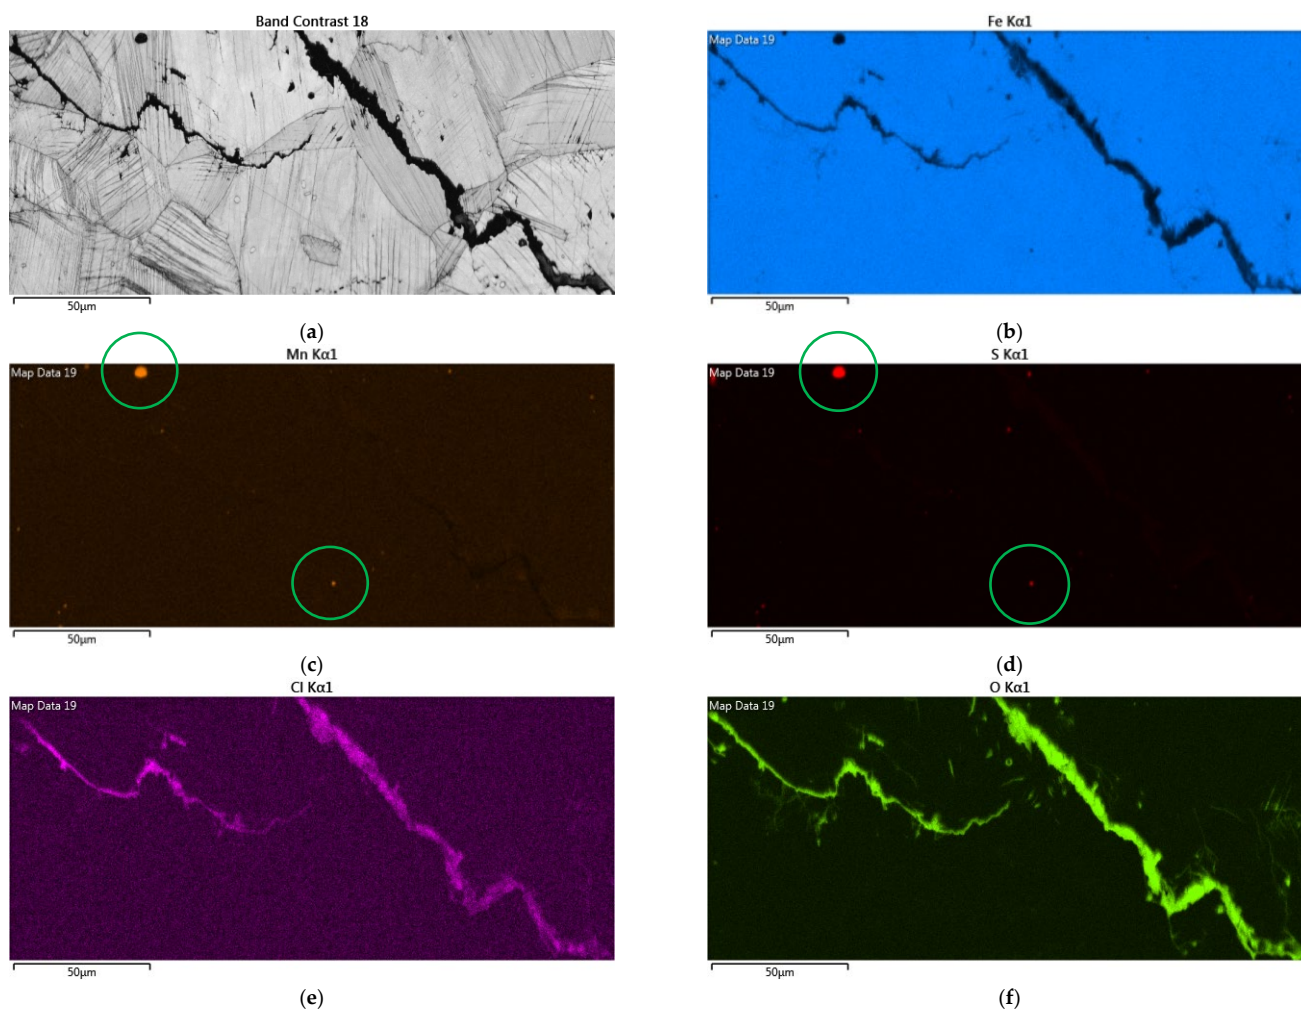 Band Contrast 18
Fe Kα1
Map Data 19
50µm
50µm
(a)
(b)
Mn Kα1
S Kα1
Map Data 19
Map Data 19
50µm
50µm
(c)
(d)
Cl Kα1
O Kα1
Map Data 19
Map Data 19
50µm
50µm
(e)
(f)